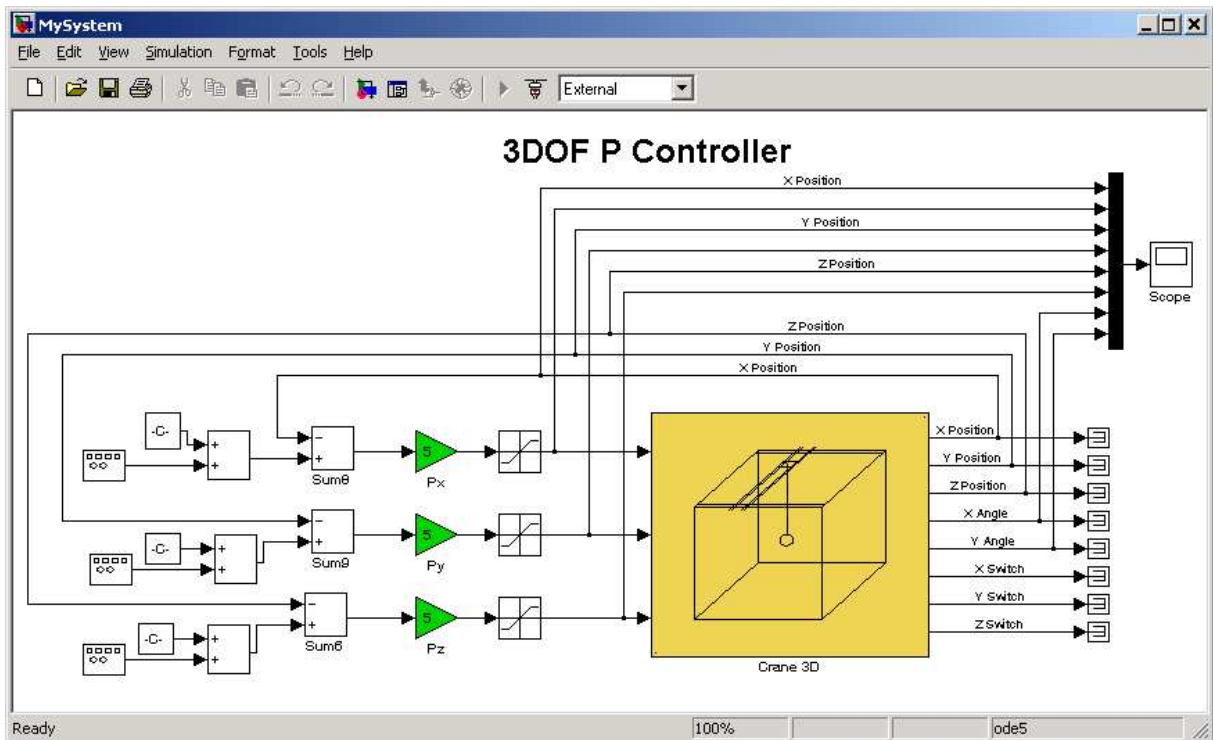 MySystem
File Edit View Simulation Format Tools Help
External
3DOF P Controller
X Position
Y Position
Z Position
Scope
Z Position
Y Position
X Position
-C-
+
+
-
+
Sum8
5
Px
X Position
Y Position
Z Position
X Angle
Y Angle
X Switch
Y Switch
Z Switch
-C-
+
+
-
+
Sum9
5
Py
-C-
+
+
-
+
Sum6
5
Pz
Crane 3D
Ready 100% ode5